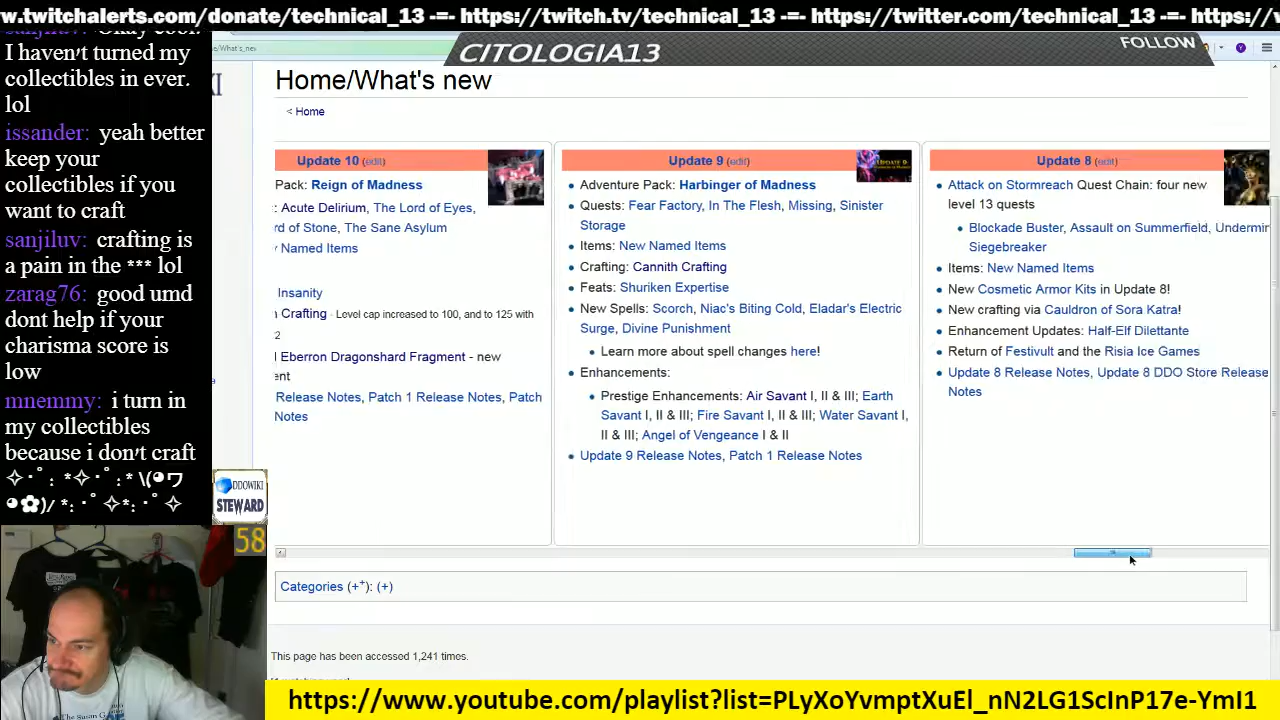 w.twitchalerts.com/donate/technical_13 -=- https://twitch.tv/technical_13 -=- https://twitter.com/technical_13 -=- https://
CITOLOGIA13
FOLLOW
I haven't turned my
collectibles in ever.
lol
issander: yeah better
keep your
collectibles if you
want to craft
sanjiluv: crafting is
a pain in the *** lol
zarag76: good umd
dont help if your
charisma score is
low
mnemmy: i turn in
my collectibles
because i don't craft
✧･ﾟ: *✧･ﾟ:* \(◕ヮ
◕✿)/ *:･ﾟ✧*:･ﾟ✧
DDOWIKI
STEWARD
58
Home/What's new
< Home
Update 10 (edit)
Pack: Reign of Madness
: Acute Delirium, The Lord of Eyes,
rd of Stone, The Sane Asylum
Named Items
Insanity
Crafting - Level cap increased to 100, and to 125 with
2
Eberron Dragonshard Fragment - new
ent
Release Notes, Patch 1 Release Notes, Patch
Notes
Update 9 (edit)
UPDATE 9
Adventure Pack: Harbinger of Madness
Quests: Fear Factory, In The Flesh, Missing, Sinister
Storage
Items: New Named Items
Crafting: Cannith Crafting
Feats: Shuriken Expertise
New Spells: Scorch, Niac's Biting Cold, Eladar's Electric
Surge, Divine Punishment
Learn more about spell changes here!
Enhancements:
Prestige Enhancements: Air Savant I, II & III; Earth
Savant I, II & III; Fire Savant I, II & III; Water Savant I,
II & III; Angel of Vengeance I & II
Update 9 Release Notes, Patch 1 Release Notes
Update 8 (edit)
Attack on Stormreach Quest Chain: four new
level 13 quests
Blockade Buster, Assault on Summerfield, Undermin
Siegebreaker
Items: New Named Items
New Cosmetic Armor Kits in Update 8!
New crafting via Cauldron of Sora Katra!
Enhancement Updates: Half-Elf Dilettante
Return of Festivult and the Risia Ice Games
Update 8 Release Notes, Update 8 DDO Store Release
Notes
Categories (+⁺): (+)
This page has been accessed 1,241 times.
https://www.youtube.com/playlist?list=PLyXoYvmptXuEl_nN2LG1ScInP17e-YmI1